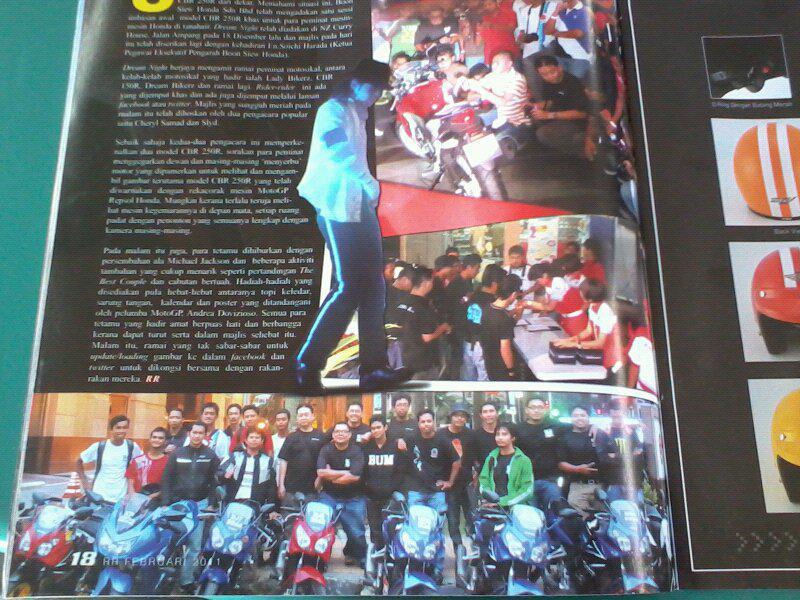 CBR 250R dari dekat. Memahami situasi ini, Boon
Siew Honda Sdn Bhd telah mengadakan satu sesi
imbasan awal model CBR 250R khas untuk para peminat mesin-
mesin Honda di tanahair. Dream Night telah diadakan di NZ Curry
House, Jalan Ampang pada 18 Disember lalu dan majlis pada hari
ini telah diserikan lagi dengan kehadiran En.Soichi Harada (Ketua
Pegawai Eksekutif Pengarah Boon Siew Honda).
Dream Night berjaya mengamit ramai peminat motosikal, antara
kelab-kelab motosikal yang hadir ialah Lady Bikerz, CBR
150R, Dream Bikerz dan ramai lagi. Rider-rider ini ada
yang dijemput khas dan ada juga dijemput melalui laman
facebook atau twitter. Majlis yang sungguh meriah pada
malam itu telah dihoskan oleh dua pengacara popular
iaitu Cheryl Samad dan Slyd.
Sebaik sahaja kedua-dua pengacara ini memperke-
nalkan dua model CBR 250R, sorakan para peminat
menggegarkan dewan dan masing-masing 'menyerbu'
motor yang dipamerkan untuk melihat dan mengam-
bil gambar terutama model CBR 250R yang telah
diwarnakan dengan rekacorak mesin MotoGP
Repsol Honda. Mungkin kerana terlalu teruja meli-
hat mesin kegemarannya di depan mata, setiap ruang
padat dengan penonton yang semuanya lengkap dengan
kamera masing-masing.
Pada malam itu juga, para tetamu dihiburkan dengan
persembahan ala Michael Jackson dan beberapa aktiviti
tambahan yang cukup menarik seperti pertandingan The
Best Couple dan cabutan bertuah. Hadiah-hadiah yang
disediakan pula hebat-hebat antaranya topi keledar,
sarung tangan, kalendar dan poster yang ditandangani
oleh pelumba MotoGP, Andrea Dovizioso. Semua para
tetamu yang hadir amat berpuas hati dan berbangga
kerana dapat turut serta dalam majlis sehebat itu.
Malam itu, ramai yang tak sabar-sabar untuk
update/loading gambar ke dalam facebook dan
twitter untuk dikongsi bersama dengan rakan-
rakan mereka. RR
BUM
18 RR FEBRUARI 2011